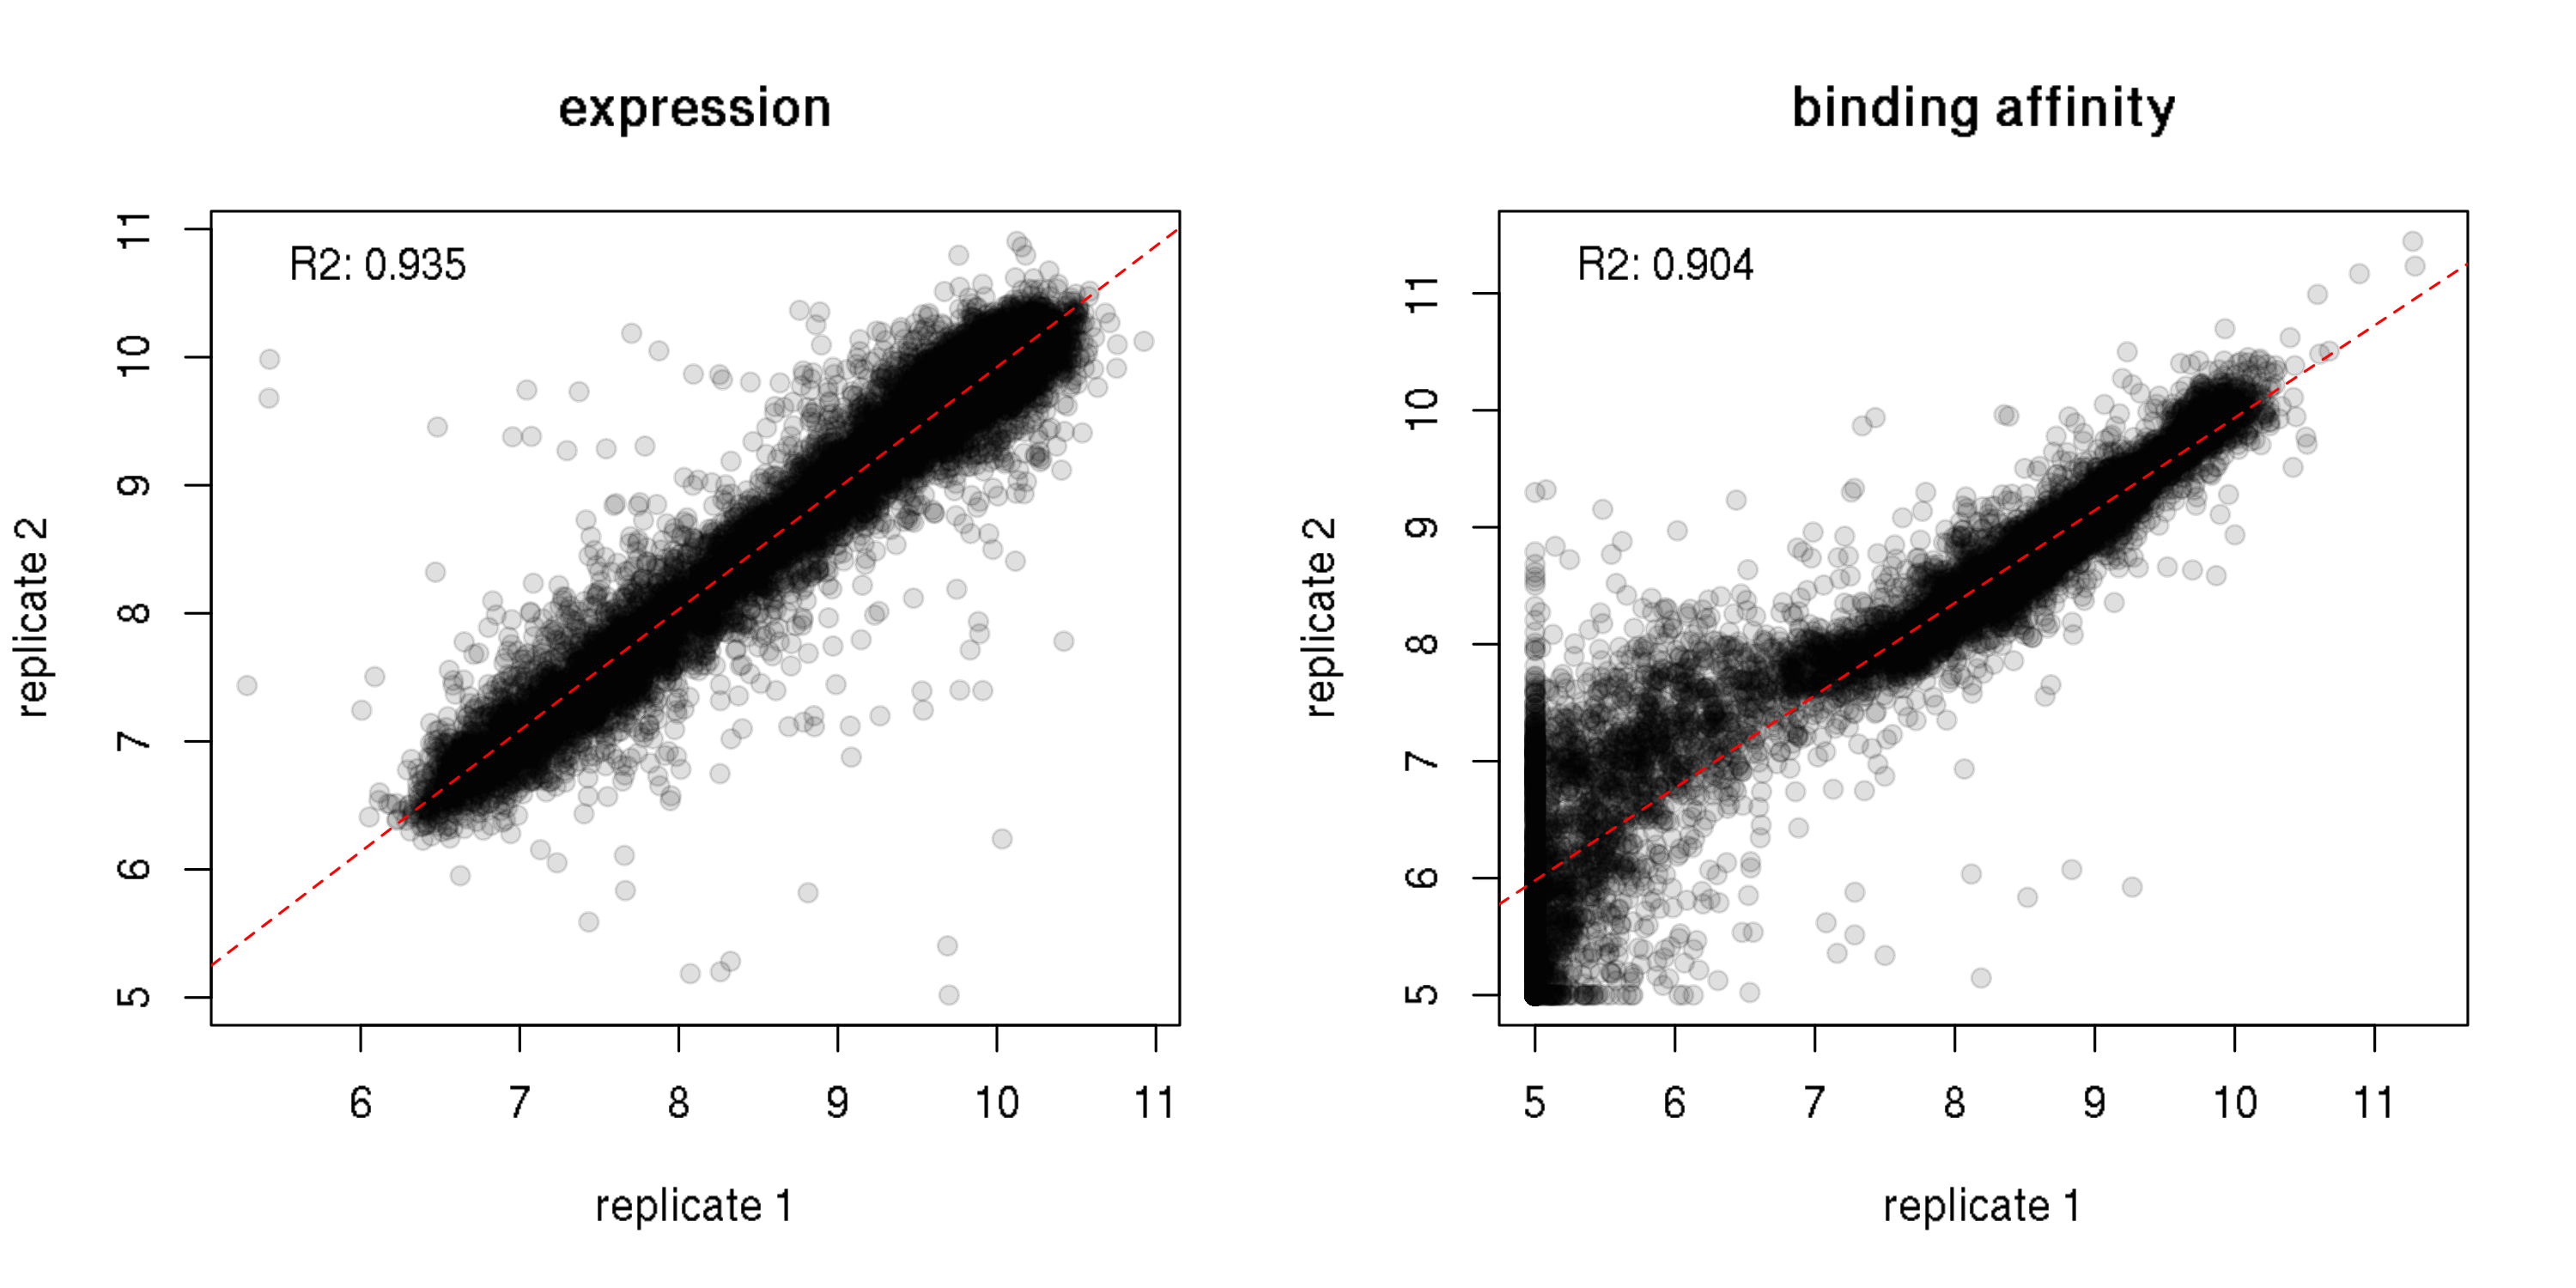 expression
R2: 0.935
11
10
9
8
7
6
5
replicate 2
6 7 8 9 10 11
replicate 1
binding affinity
R2: 0.904
11
10
9
8
7
6
5
replicate 2
5 6 7 8 9 10 11
replicate 1